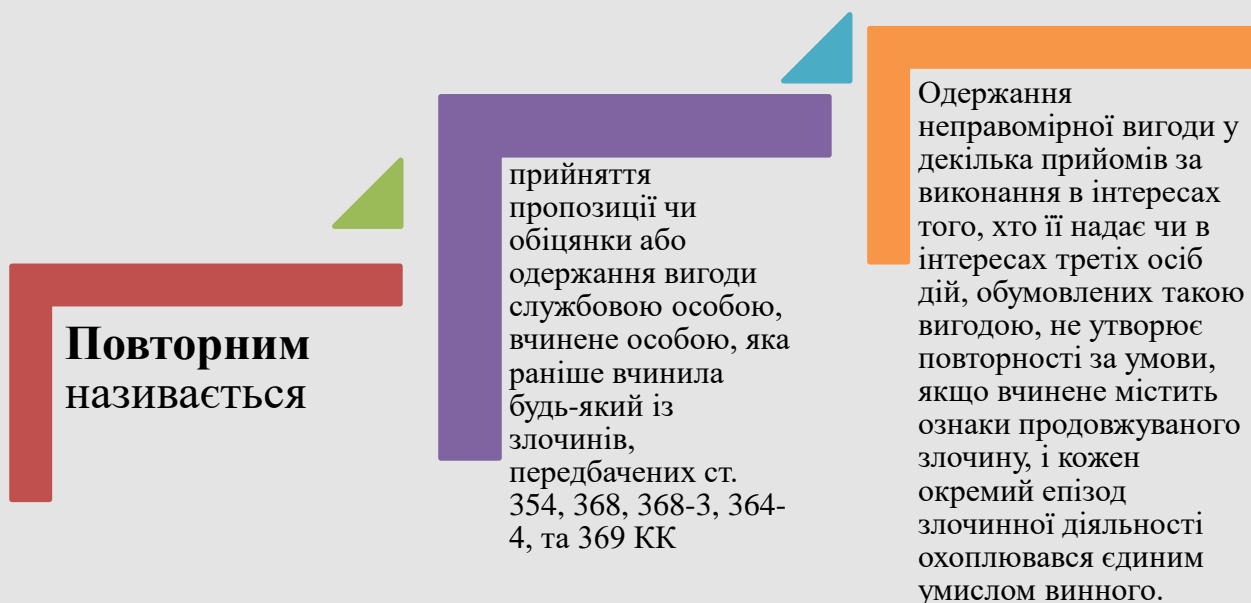 Повторним
називається
прийняття
пропозиції чи
обіцянки або
одержання вигоди
службовою особою,
вчинене особою, яка
раніше вчинила
будь-який із
злочинів,
передбачених ст.
354, 368, 368-3, 364-
4, та 369 КК
Одержання
неправомірної вигоди у
декілька прийомів за
виконання в інтересах
того, хто її надає чи в
інтересах третіх осіб
дій, обумовлених такою
вигодою, не утворює
повторності за умови,
якщо вчинене містить
ознаки продовжуваного
злочину, і кожен
окремий епізод
злочинної діяльності
охоплювався єдиним
умислом винного.